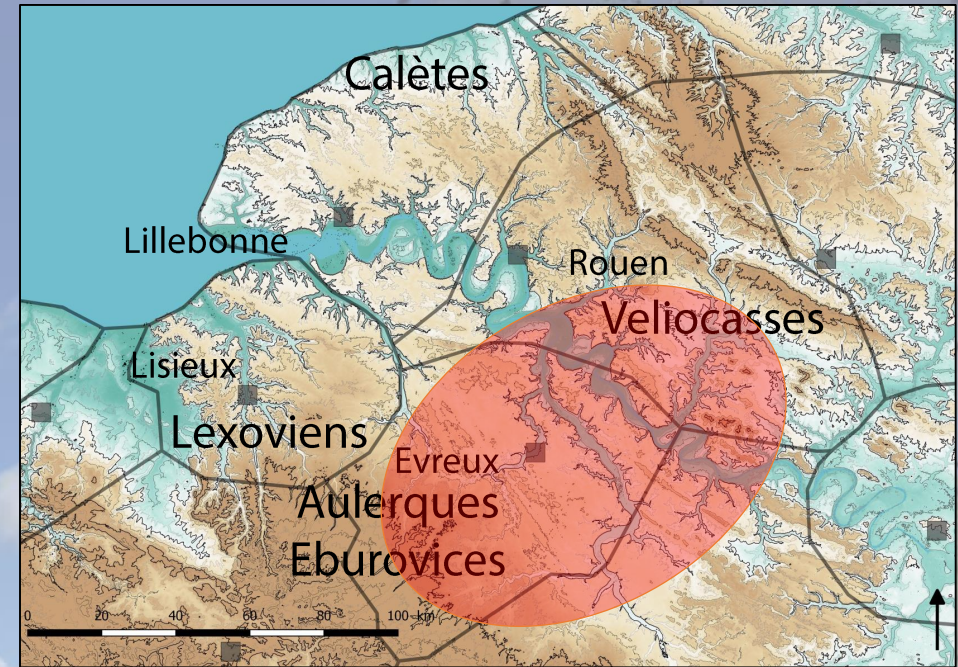 Calètes
Lillebonne
Rouen
Veliocasses
Lisieux
Lexoviens
Evreux
Aulerques
Eburovices
0 20 40 60 80 100 km